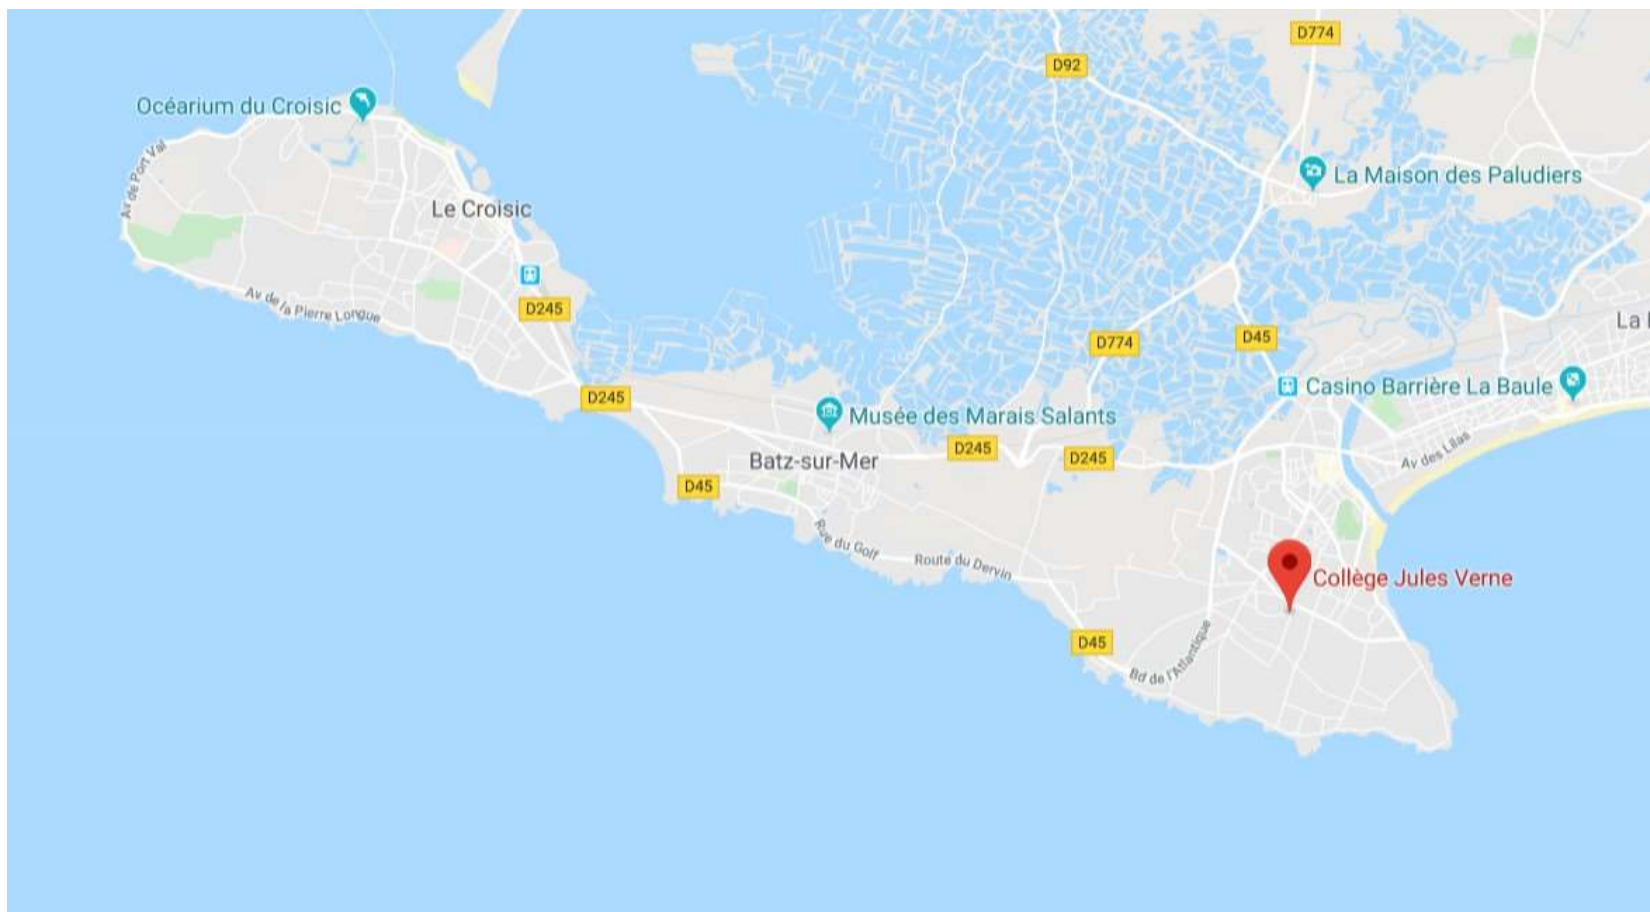 D774
D92
Océarium du Croisic
Av de Port Val
La Maison des Paludiers
Le Croisic
Av de la Pierre Longue
D245
D774
D45
La
Casino Barrière La Baule
D245
Musée des Marais Salants
Batz-sur-Mer
D245
D245
Av des Lilas
D45
Rue du Golf
Route du Dervin
Collège Jules Verne
D45
Bd de l'Atlantique